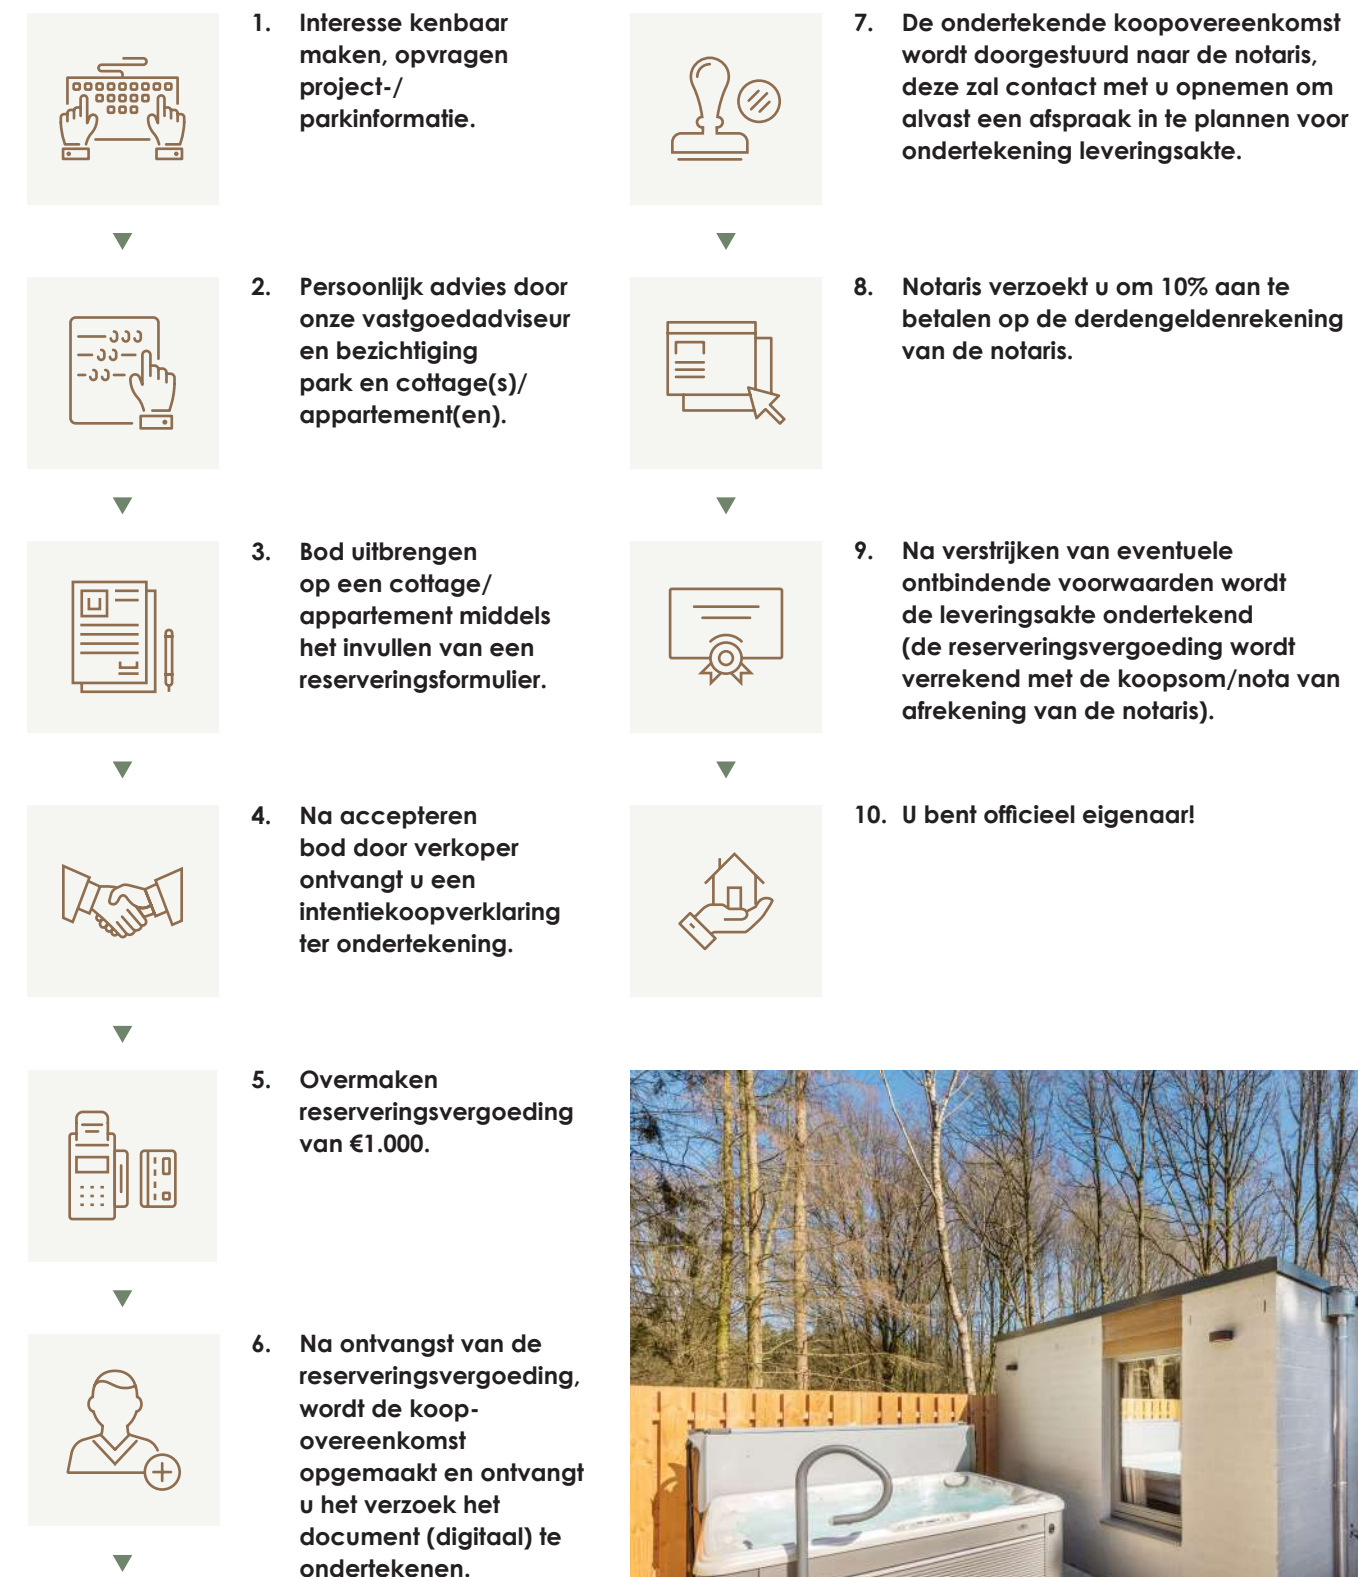 1. Interesse kenbaar
maken, opvragen
project-/
parkinformatie.
2. Persoonlijk advies door
onze vastgoedadviseur
en bezichtiging
park en cottage(s)/
appartement(en).
3. Bod uitbrengen
op een cottage/
appartement middels
het invullen van een
reserveringsformulier.
4. Na accepteren
bod door verkoper
ontvangt u een
intentiekoopverklaring
ter ondertekening.
5. Overmaken
reserveringsvergoeding
van €1.000.
6. Na ontvangst van de
reserveringsvergoeding,
wordt de koop-
overeenkomst
opgemaakt en ontvangt
u het verzoek het
document (digitaal) te
ondertekenen.
7. De ondertekende koopovereenkomst
wordt doorgestuurd naar de notaris,
deze zal contact met u opnemen om
alvast een afspraak in te plannen voor
ondertekening leveringsakte.
8. Notaris verzoekt u om 10% aan te
betalen op de derdengeldenrekening
van de notaris.
9. Na verstrijken van eventuele
ontbindende voorwaarden wordt
de leveringsakte ondertekend
(de reserveringsvergoeding wordt
verrekend met de koopsom/nota van
afrekening van de notaris).
10. U bent officieel eigenaar!